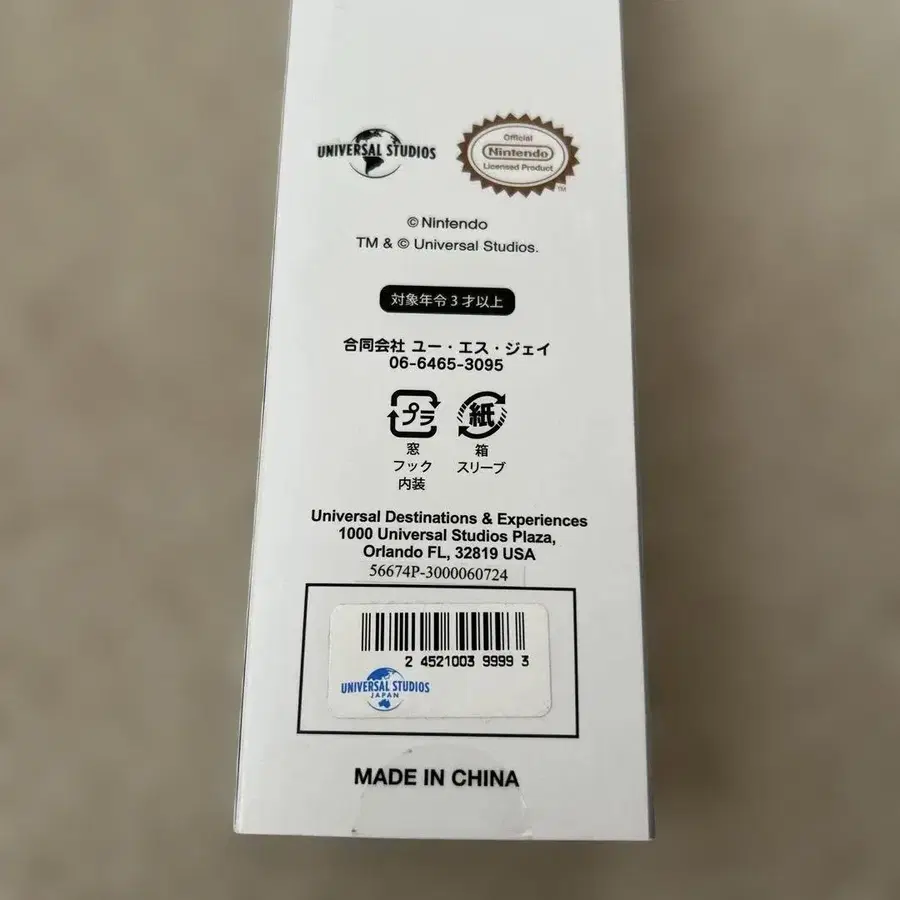 UNIVERSAL STUDIOS
Official
Nintendo
Licensed Product
TM
© Nintendo
TM & © Universal Studios.
対象年令 3 才以上
合同会社 ユー・エス・ジェイ
06-6465-3095
プラ
紙
窓
フック
内装
箱
スリーブ
Universal Destinations & Experiences
1000 Universal Studios Plaza,
Orlando FL, 32819 USA
56674P-3000060724
2 4521003 9999 3
UNIVERSAL STUDIOS
JAPAN
MADE IN CHINA